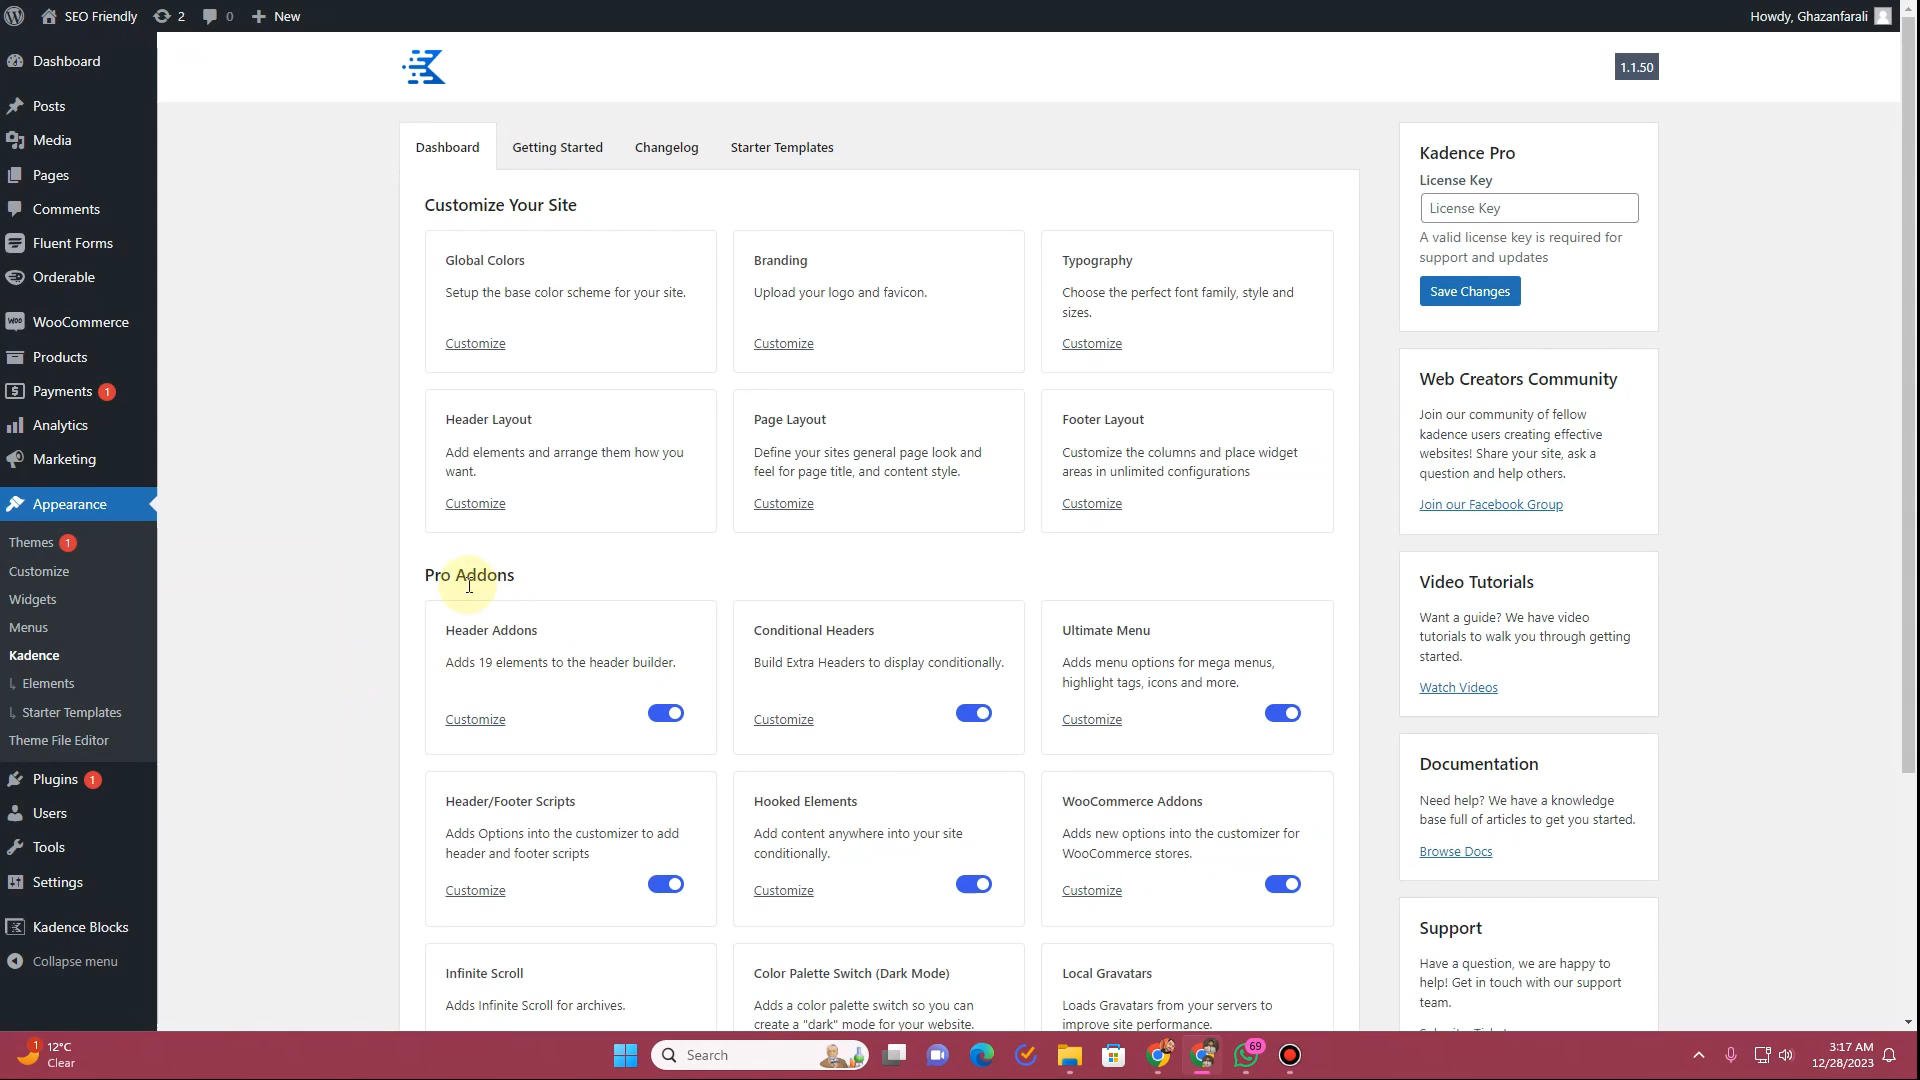 SEO Friendly
2
0
New
Howdy, Ghazanfarali
Dashboard
Posts
Media
Pages
Comments
Fluent Forms
Orderable
WooCommerce
Products
Payments 1
Analytics
Marketing
Appearance
Themes 1
Customize
Widgets
Menus
Kadence
Elements
Starter Templates
Theme File Editor
Plugins 1
Users
Tools
Settings
Kadence Blocks
Collapse menu
1.1.50
Dashboard
Getting Started
Changelog
Starter Templates
Customize Your Site
Global Colors
Setup the base color scheme for your site.
Customize
Branding
Upload your logo and favicon.
Customize
Typography
Choose the perfect font family, style and
sizes.
Customize
Header Layout
Add elements and arrange them how you
want.
Customize
Page Layout
Define your sites general page look and
feel for page title, and content style.
Customize
Footer Layout
Customize the columns and place widget
areas in unlimited configurations
Customize
Pro Addons
Header Addons
Adds 19 elements to the header builder.
Customize
Conditional Headers
Build Extra Headers to display conditionally.
Customize
Ultimate Menu
Adds menu options for mega menus,
highlight tags, icons and more.
Customize
Header/Footer Scripts
Adds Options into the customizer to add
header and footer scripts
Customize
Hooked Elements
Add content anywhere into your site
conditionally.
Customize
WooCommerce Addons
Adds new options into the customizer for
WooCommerce stores.
Customize
Infinite Scroll
Adds Infinite Scroll for archives.
Color Palette Switch (Dark Mode)
Adds a color palette switch so you can
create a "dark" mode for your website.
Local Gravatars
Loads Gravatars from your servers to
improve site performance.
Kadence Pro
License Key
License Key
A valid license key is required for
support and updates
Save Changes
Web Creators Community
Join our community of fellow
kadence users creating effective
websites! Share your site, ask a
question and help others.
Join our Facebook Group
Video Tutorials
Want a guide? We have video
tutorials to walk you through getting
started.
Watch Videos
Documentation
Need help? We have a knowledge
base full of articles to get you started.
Browse Docs
Support
Have a question, we are happy to
help! Get in touch with our support
team.
1
12°C
Clear
Search
69
3:17 AM
12/28/2023